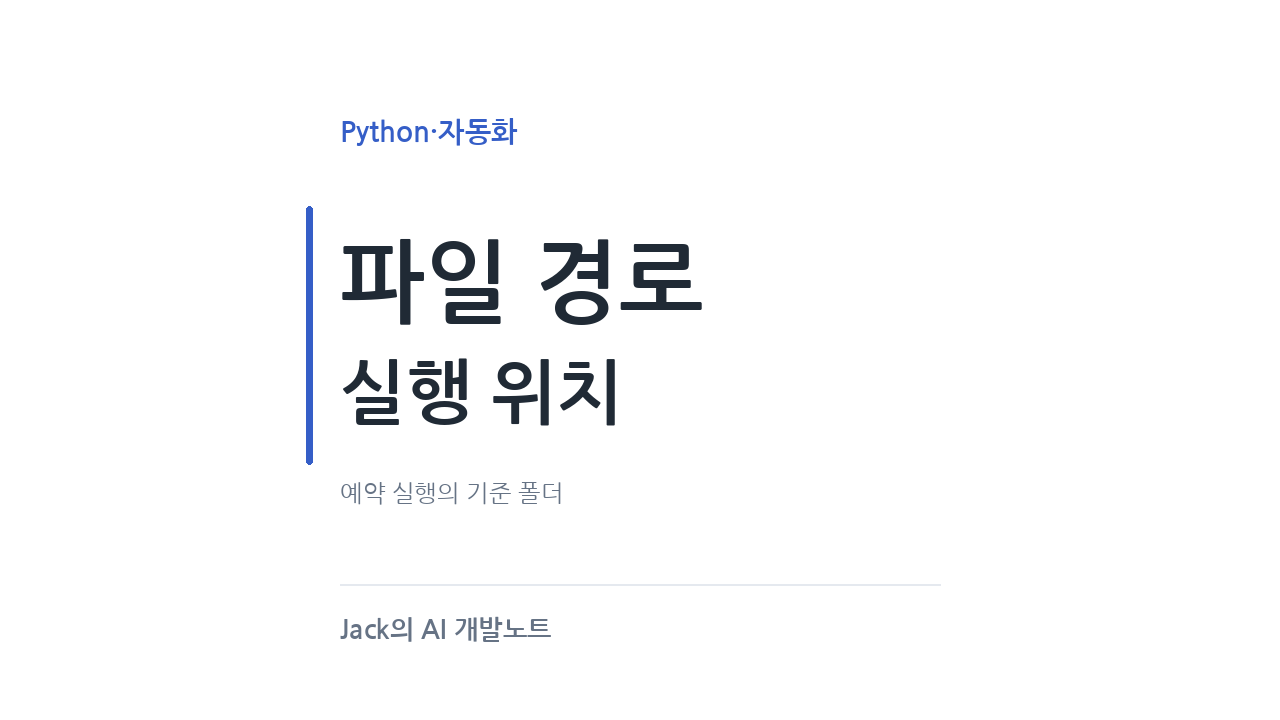 Python·자동화
파일 경로
실행 위치
예약 실행의 기준 폴더
Jack의 AI 개발노트